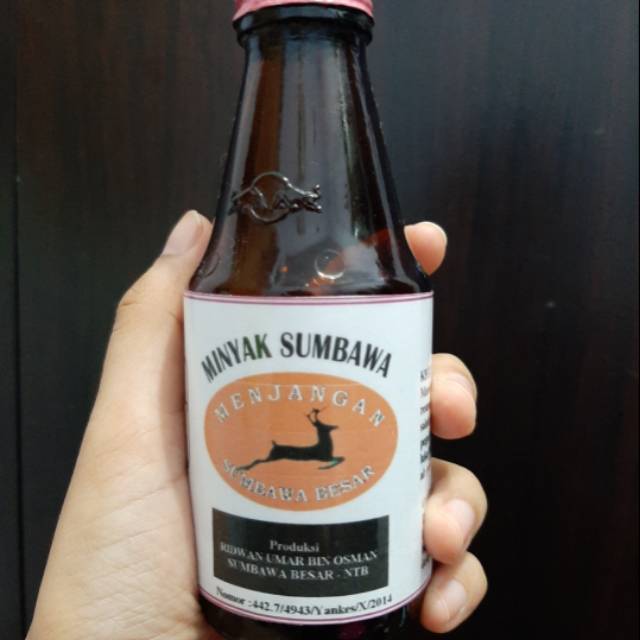 MINYAK SUMBAWA
MENJANGAN
SUMBAWA BESAR
Produksi
RIDWAN UMAR BIN OSMAN
SUMBAWA BESAR - NTB
Nomor :442.7/4943/Yankes/X/2014